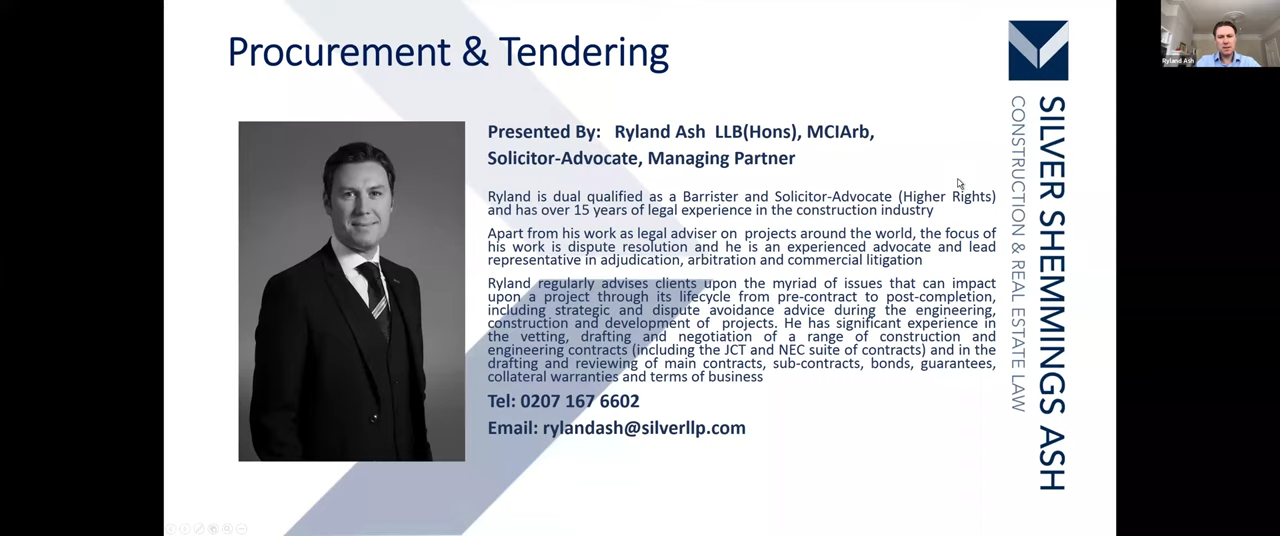 Procurement & Tendering
Presented By: Ryland Ash LLB(Hons), MCIArb,
Solicitor-Advocate, Managing Partner
Ryland is dual qualified as a Barrister and Solicitor-Advocate (Higher Rights)
and has over 15 years of legal experience in the construction industry
Apart from his work as legal adviser on projects around the world, the focus of
his work is dispute resolution and he is an experienced advocate and lead
representative in adjudication, arbitration and commercial litigation
Ryland regularly advises clients upon the myriad of issues that can impact
upon a project through its lifecycle from pre-contract to post-completion,
including strategic and dispute avoidance advice during the engineering,
construction and development of projects. He has significant experience in
the vetting, drafting and negotiation of a range of construction and
engineering contracts (including the JCT and NEC suite of contracts) and in the
drafting and reviewing of main contracts, sub-contracts, bonds, guarantees,
collateral warranties and terms of business
Tel: 0207 167 6602
Email: rylandash@silverllp.com
SILVER SHEMMINGS ASH
CONSTRUCTION & REAL ESTATE LAW
Ryland Ash